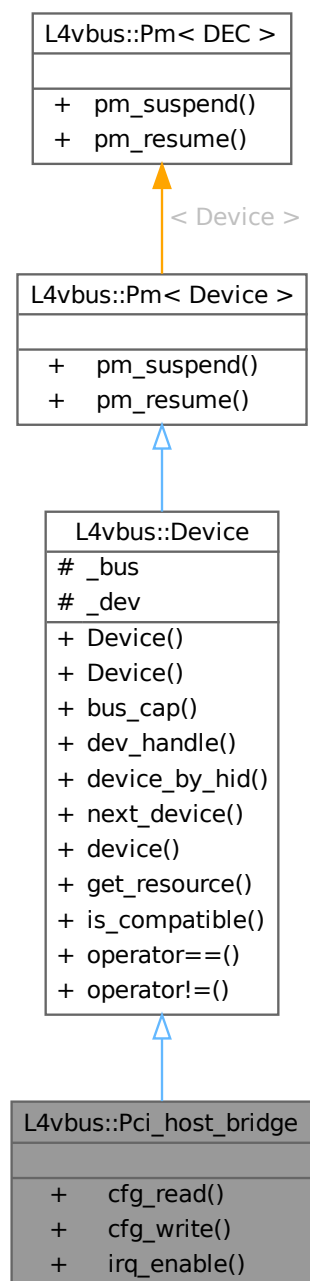 L4vbus::Pm< DEC >
+ pm_suspend()
+ pm_resume()
< Device >
L4vbus::Pm< Device >
+ pm_suspend()
+ pm_resume()
L4vbus::Device
# _bus
# _dev
+ Device()
+ Device()
+ bus_cap()
+ dev_handle()
+ device_by_hid()
+ next_device()
+ device()
+ get_resource()
+ is_compatible()
+ operator==()
+ operator!=()
L4vbus::Pci_host_bridge
+ cfg_read()
+ cfg_write()
+ irq_enable()